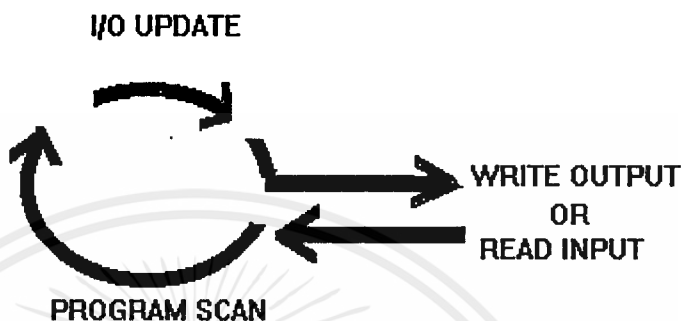 I/O UPDATE
WRITE OUTPUT
OR
READ INPUT
PROGRAM SCAN